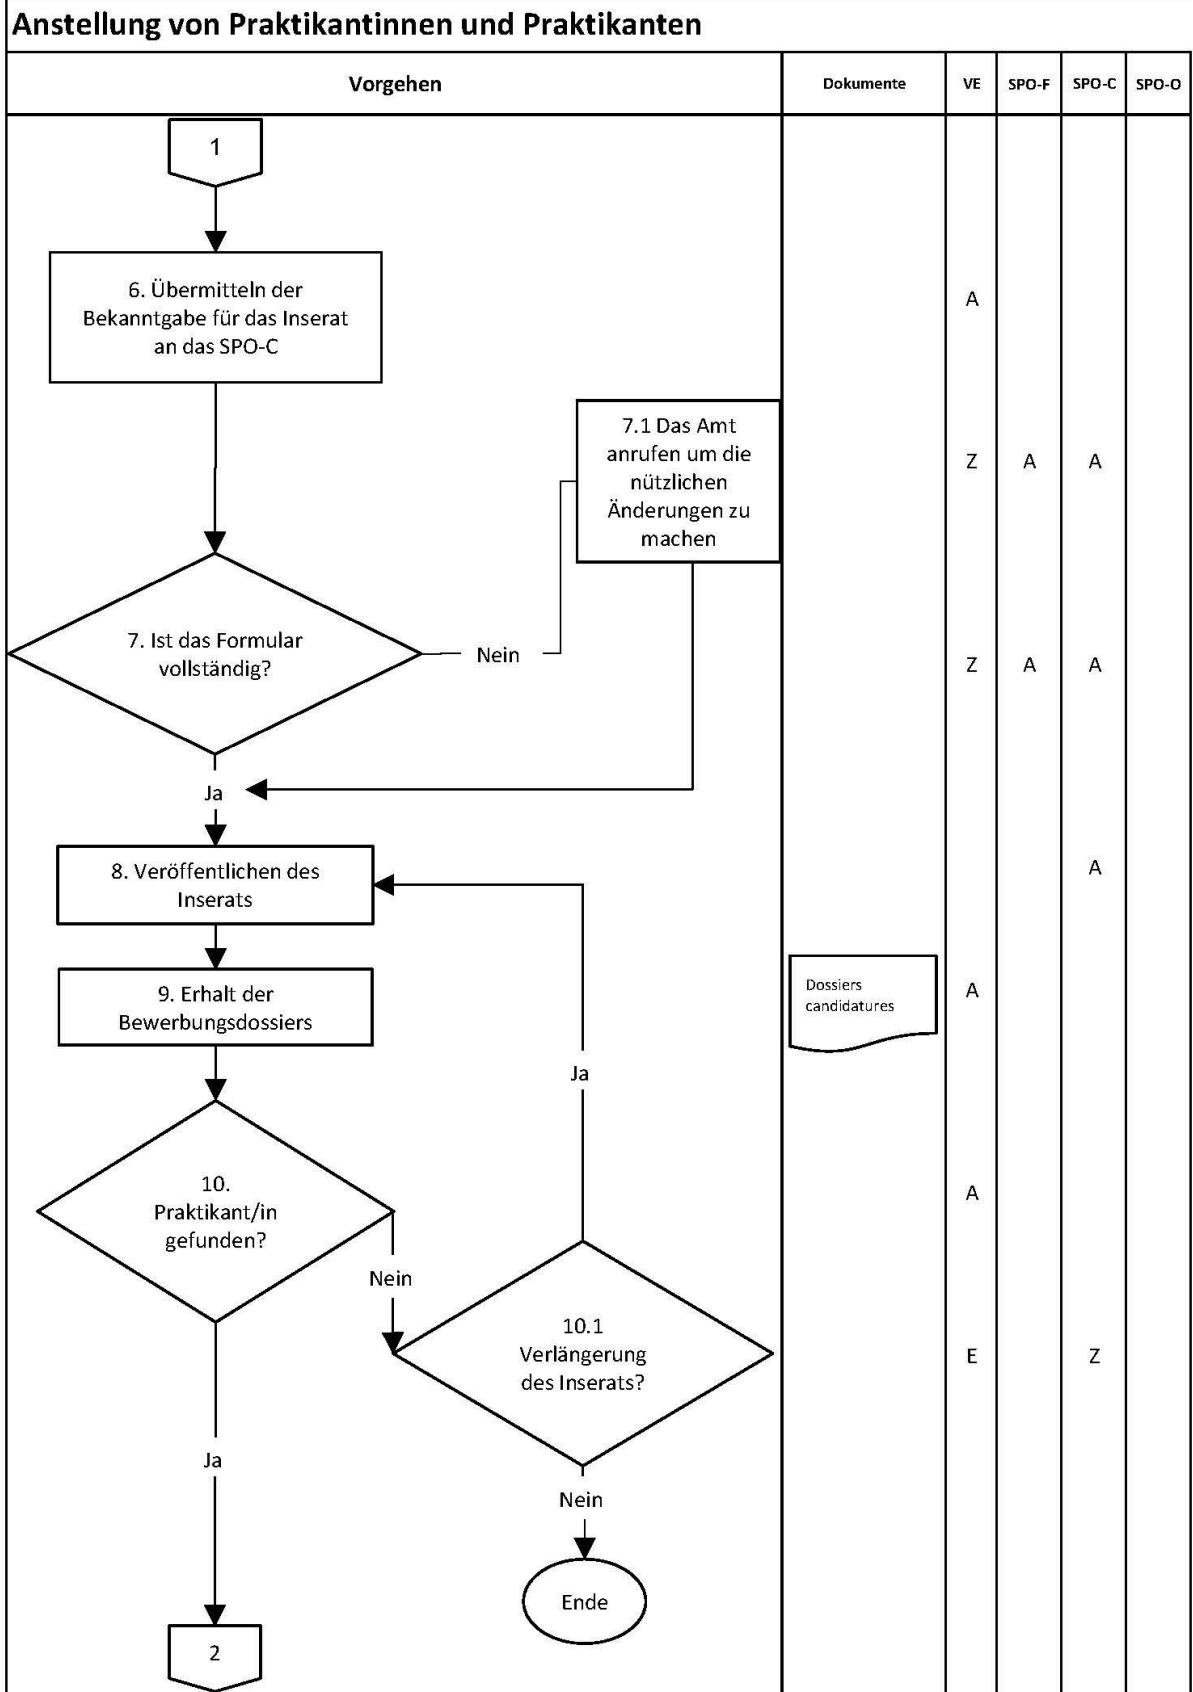 Anstellung von Praktikantinnen und Praktikanten
Vorgehen
Dokumente
VE
SPO-F
SPO-C
SPO-O
1
6. Übermitteln der
Bekanntgabe für das Inserat
an das SPO-C
A
7.1 Das Amt
anrufen um die
nützlichen
Änderungen zu
machen
Z
A
A
7. Ist das Formular
vollständig?
Nein
Z
A
A
Ja
8. Veröffentlichen des
Inserats
A
9. Erhalt der
Bewerbungsdossiers
Dossiers
candidatures
A
Ja
10.
Praktikant/in
gefunden?
A
Nein
10.1
Verlängerung
des Inserats?
E
Z
Ja
Nein
Ende
2